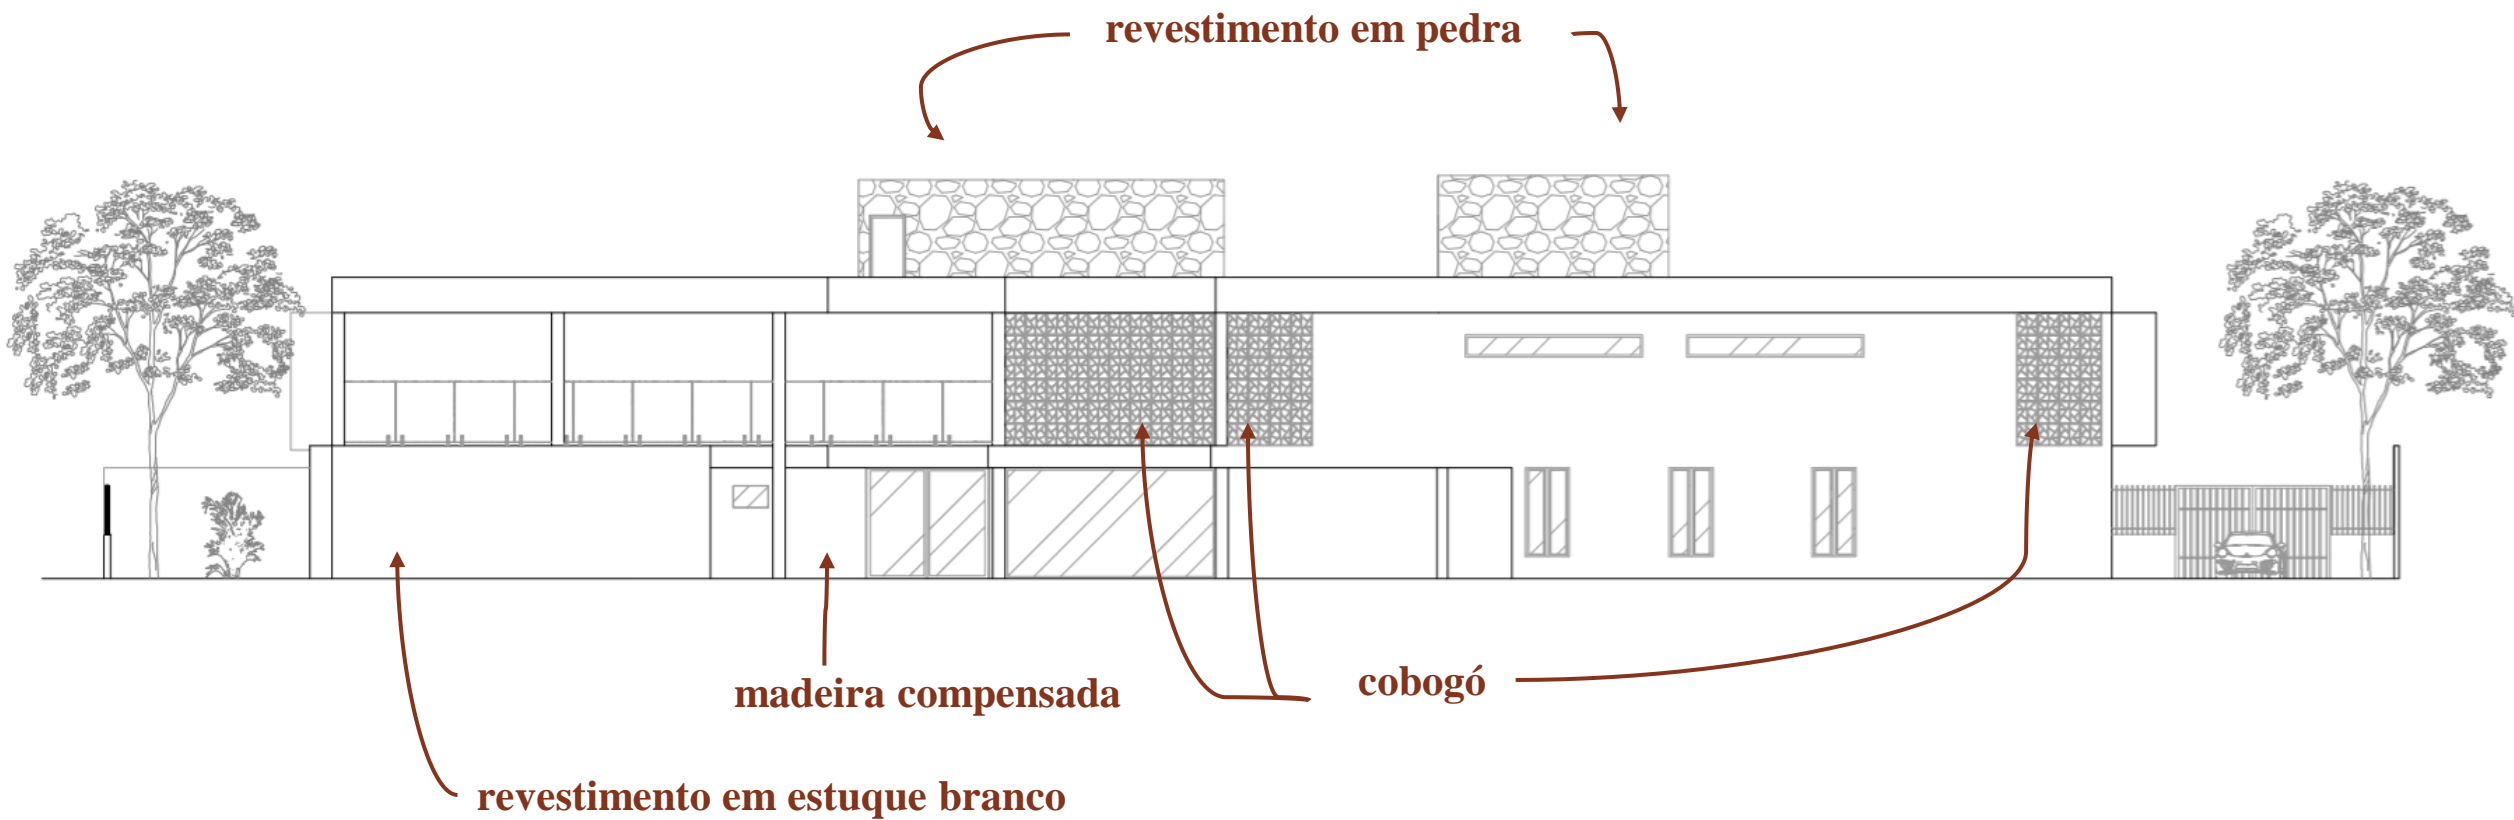 revestimento em pedra
cobogó
madeira compensada
revestimento em estuque branco